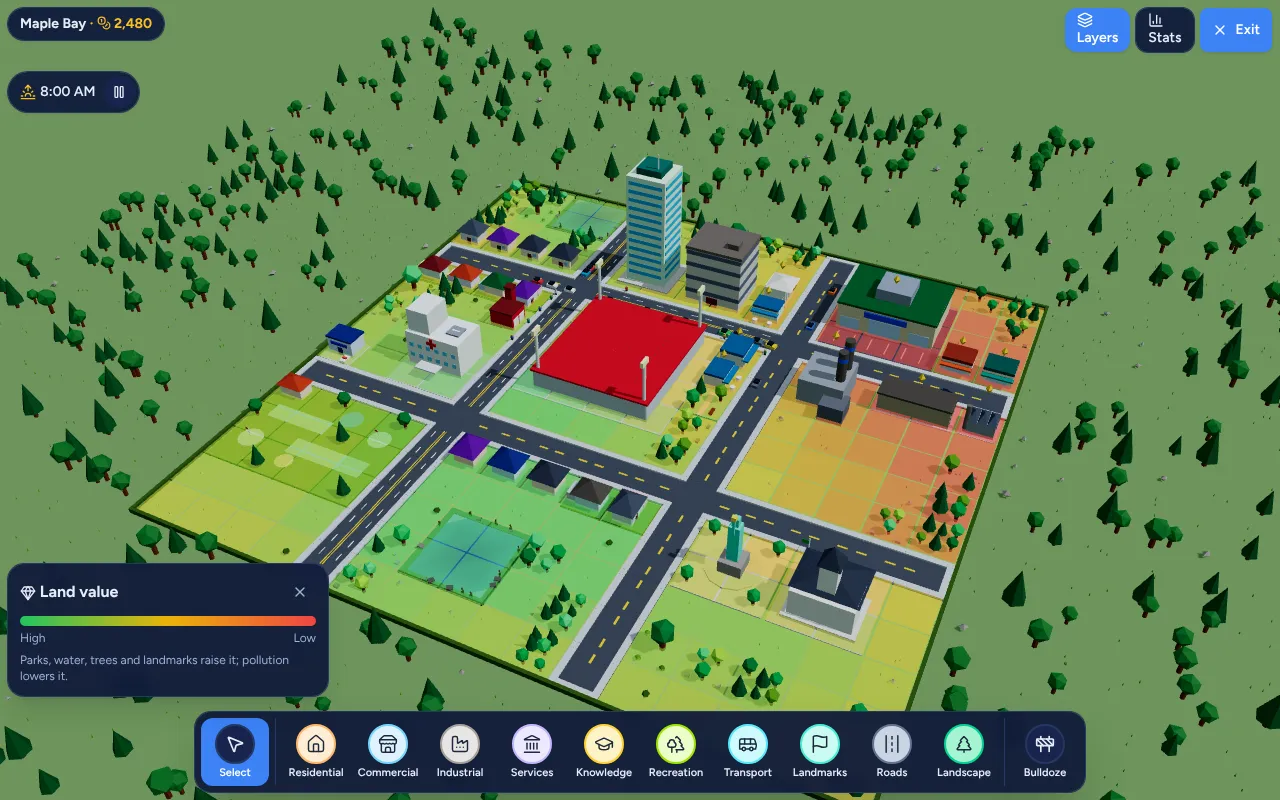 Maple Bay · 2,480
Layers
Stats
Exit
8:00 AM
Land value
High
Low
Parks, water, trees and landmarks raise it; pollution
lowers it.
Select
Residential
Commercial
Industrial
Services
Knowledge
Recreation
Transport
Landmarks
Roads
Landscape
Bulldoze